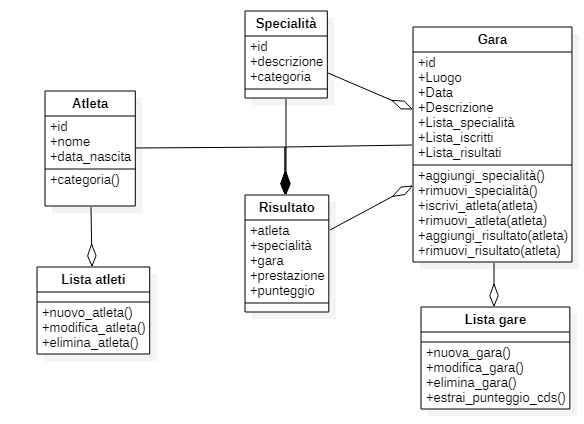 Specialità
+id
+descrizione
+categoria
Gara
+id
+Luogo
+Data
+Descrizione
+Lista_specialità
+Lista_iscritti
+Lista_risultati
+aggiungi_specialità()
+rimuovi_specialità()
+iscrivi_atleta(atleta)
+rimuovi_atleta(atleta)
+aggiungi_risultato(atleta)
+rimuovi_risultato(atleta)
Atleta
+id
+nome
+data_nascita
+categoria()
Risultato
+atleta
+specialità
+gara
+prestazione
+punteggio
Lista atleti
+nuovo_atleta()
+modifica_atleta()
+elimina_atleta()
Lista gare
+nuova_gara()
+modifica_gara()
+elimina_gara()
+estrai_punteggio_cds()